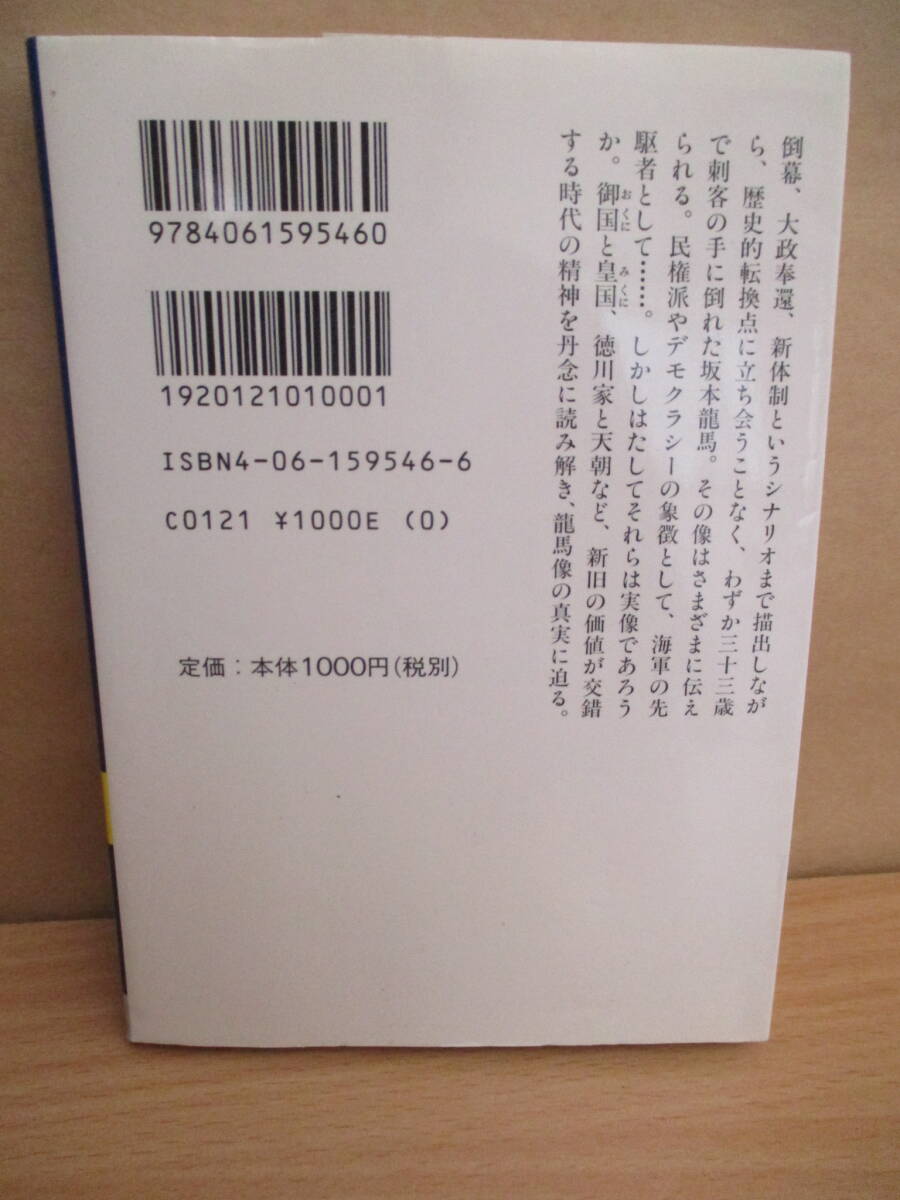 倒幕、大政奉還、新体制というシナリオまで描出しなが
ら、歴史的転換点に立ち会うことなく、わずか三十三歳
で刺客の手に倒れた坂本龍馬。その像はさまざまに伝え
られる。民権派やデモクラシーの象徴として、海軍の先
駆者として……。しかしはたしてそれらは実像であろう
か。御国おくにと皇国みくに、徳川家と天朝など、新旧の価値が交錯
する時代の精神を丹念に読み解き、龍馬像の真実に迫る。
9784061595460
1920121010001
ISBN4-06-159546-6
C0121 ¥1000E (0)
定価：本体1000円(税別)